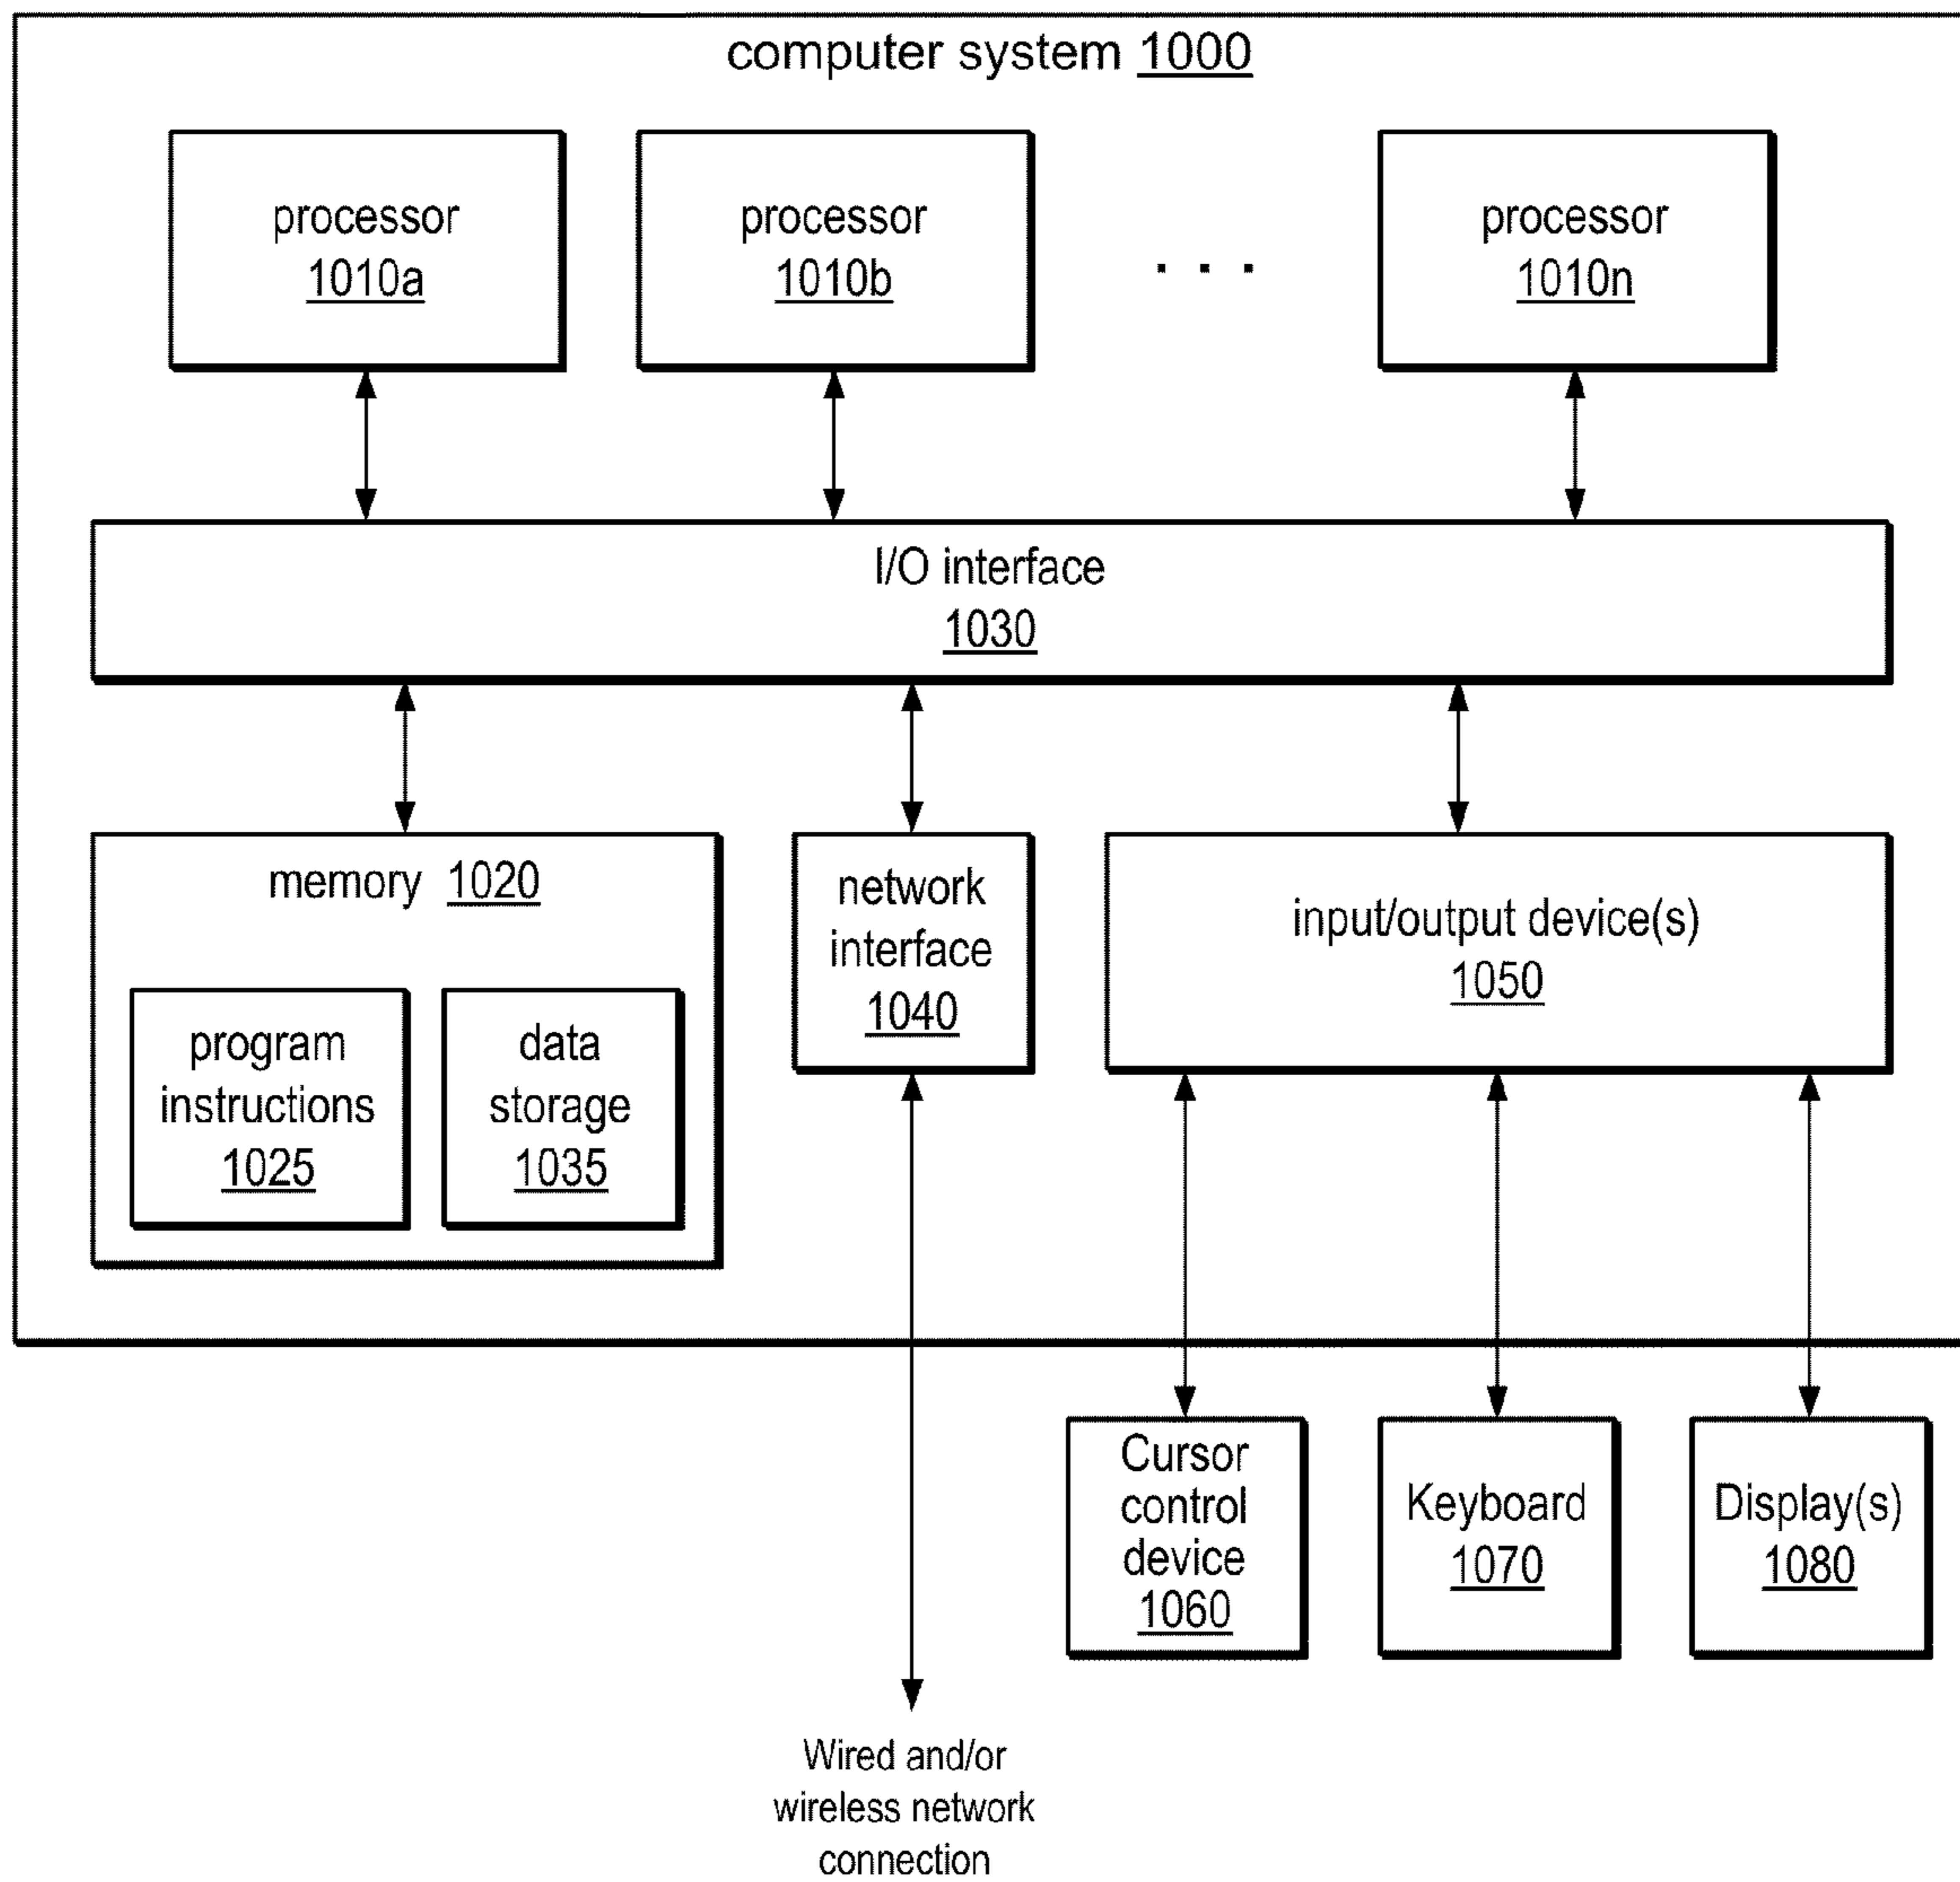 computer system 1000
processor
1010a
processor
1010b
. . .
processor
1010n
I/O interface
1030
memory 1020
program
instructions
1025
data
storage
1035
network
interface
1040
input/output device(s)
1050
Cursor
control
device
1060
Keyboard
1070
Display(s)
1080
Wired and/or
wireless network
connection